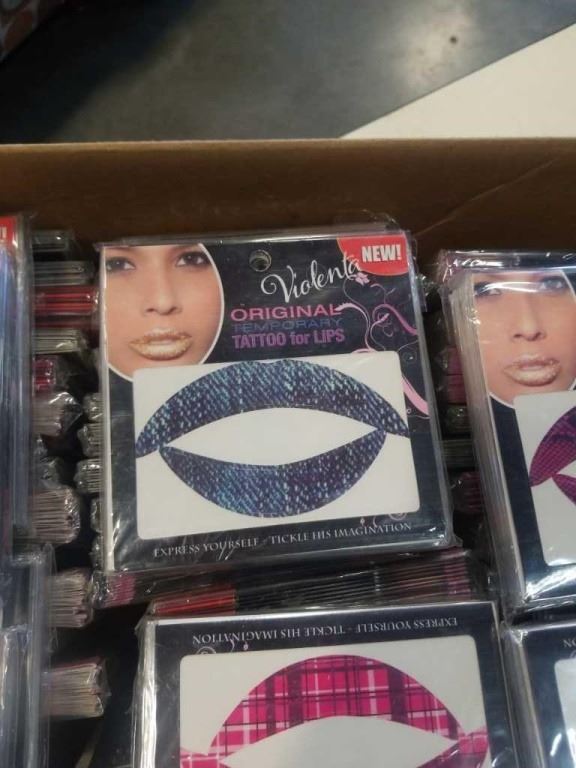 NEW!
Violenta
ORIGINAL
TEMPORARY
TATTOO for LIPS
EXPRESS YOURSELF - TICKLE HIS IMAGINATION
EXPRESS YOURSELF - TICKLE HIS IMAGINATION